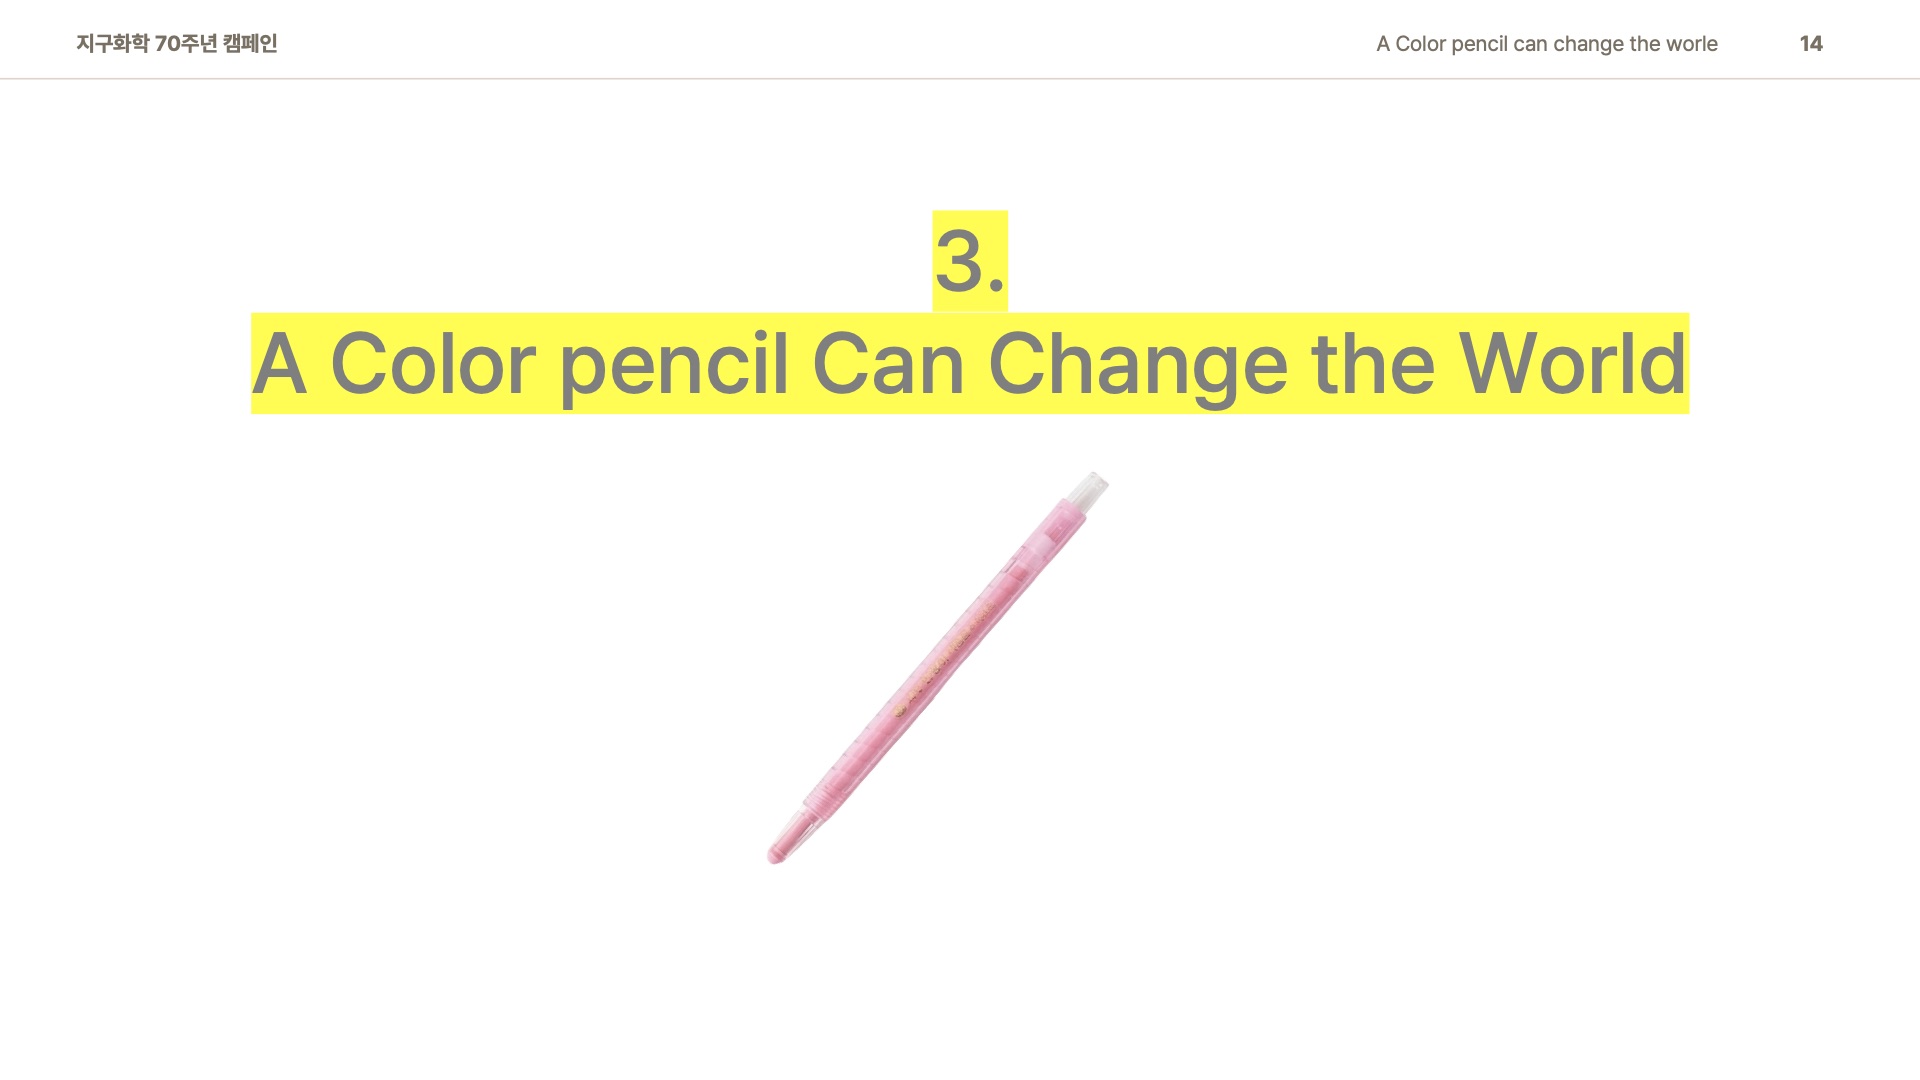 지구화학 70주년 캠페인
A Color pencil can change the worle
14
3.
A Color pencil Can Change the World